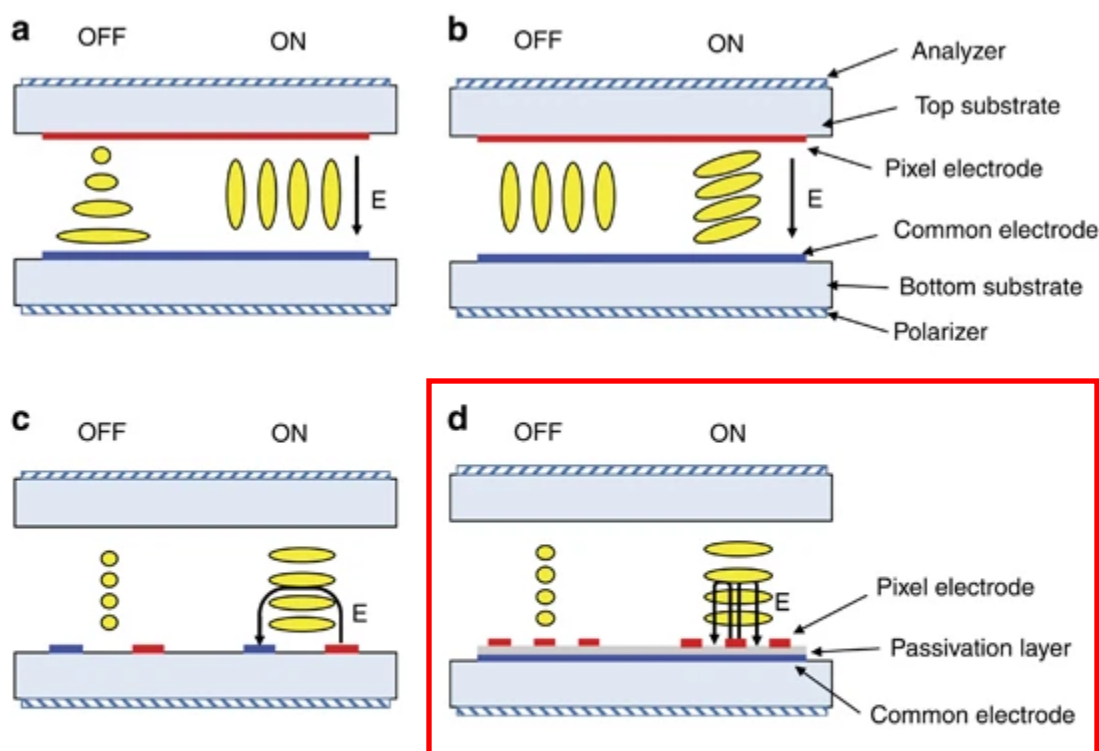 a
OFF
ON
E
b
OFF
ON
E
Analyzer
Top substrate
Pixel electrode
Common electrode
Bottom substrate
Polarizer
c
OFF
ON
E
d
OFF
ON
E
Pixel electrode
Passivation layer
Common electrode